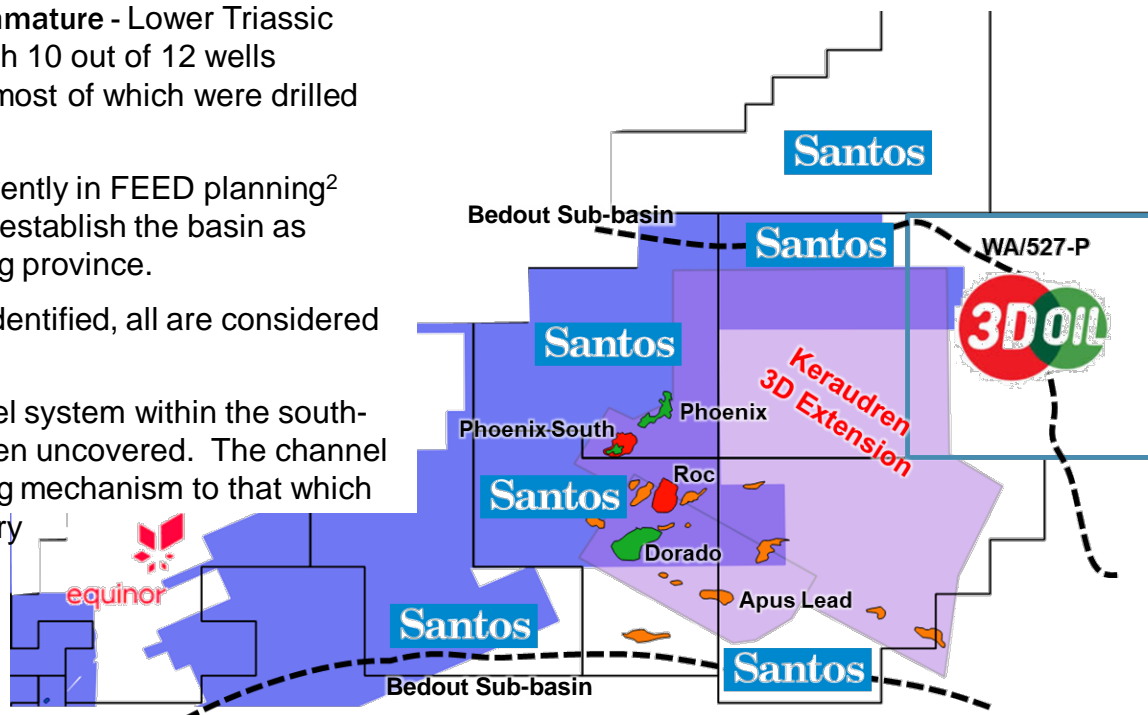 mature - Lower Triassic
h 10 out of 12 wells
most of which were drilled
ently in FEED planning2
establish the basin as
g province.
dentified, all are considered
el system within the south-
en uncovered. The channel
g mechanism to that which
ry
Santos
Bedout Sub-basin
Santos
WA/527-P
3D OIL
Santos
Keraudren
3D Extension
Phoenix
Phoenix South
Roc
Santos
Dorado
equinor
Apus Lead
Santos
Santos
Bedout Sub-basin